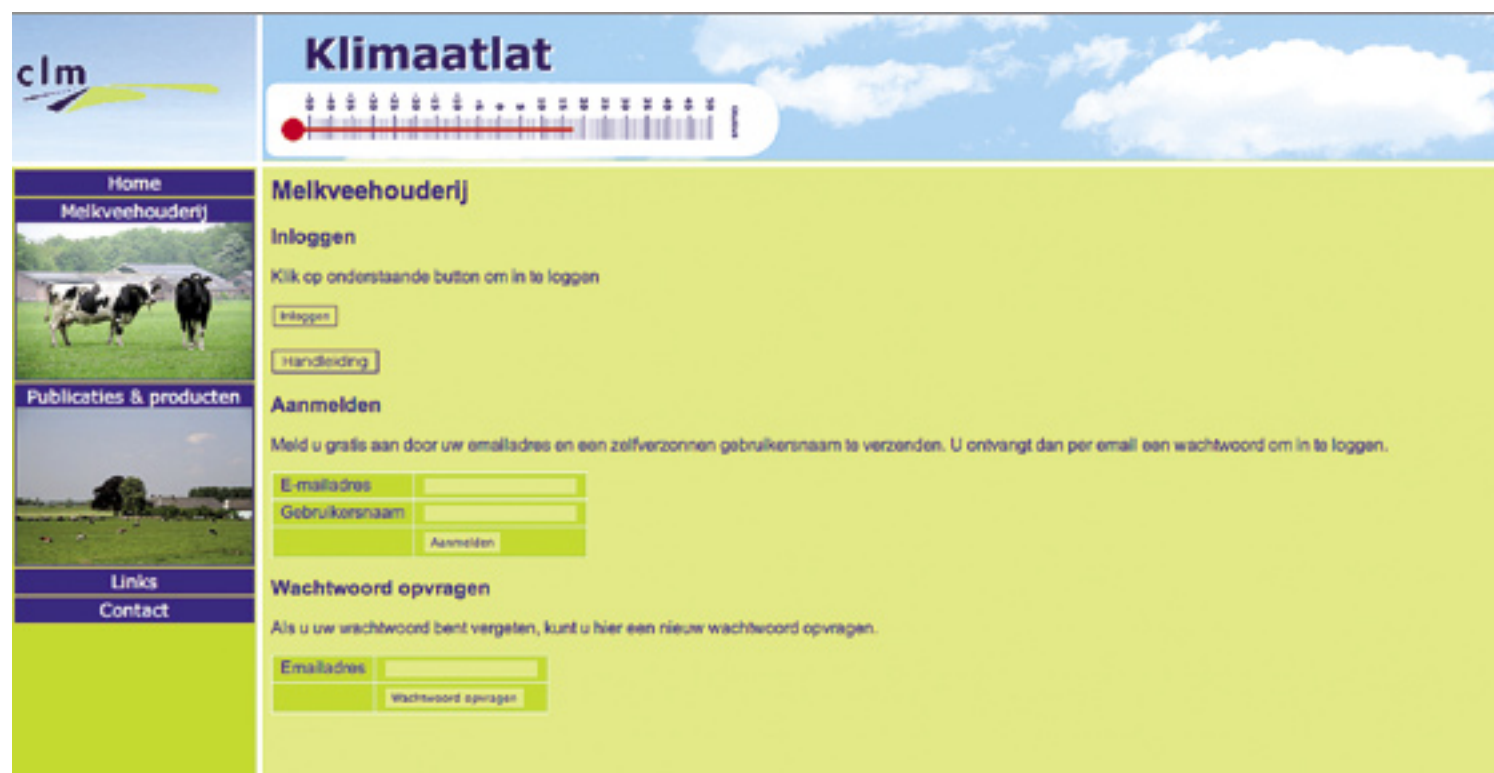 clm
Klimaatlat
Home
Melkveehouderij
Publicaties & producten
Links
Contact
Melkveehouderij
Inloggen
Klik op onderstaande button om in te loggen
Inloggen
Handleiding
Aanmelden
Meld u gratis aan door uw emailadres en een zelfverzonnen gebruikersnaam te verzenden. U ontvangt dan per email een wachtwoord om in te loggen.
E-mailadres
Gebruikersnaam
Aanmelden
Wachtwoord opvragen
Als u uw wachtwoord bent vergeten, kunt u hier een nieuw wachtwoord opvragen.
Emailadres
Wachtwoord opvragen